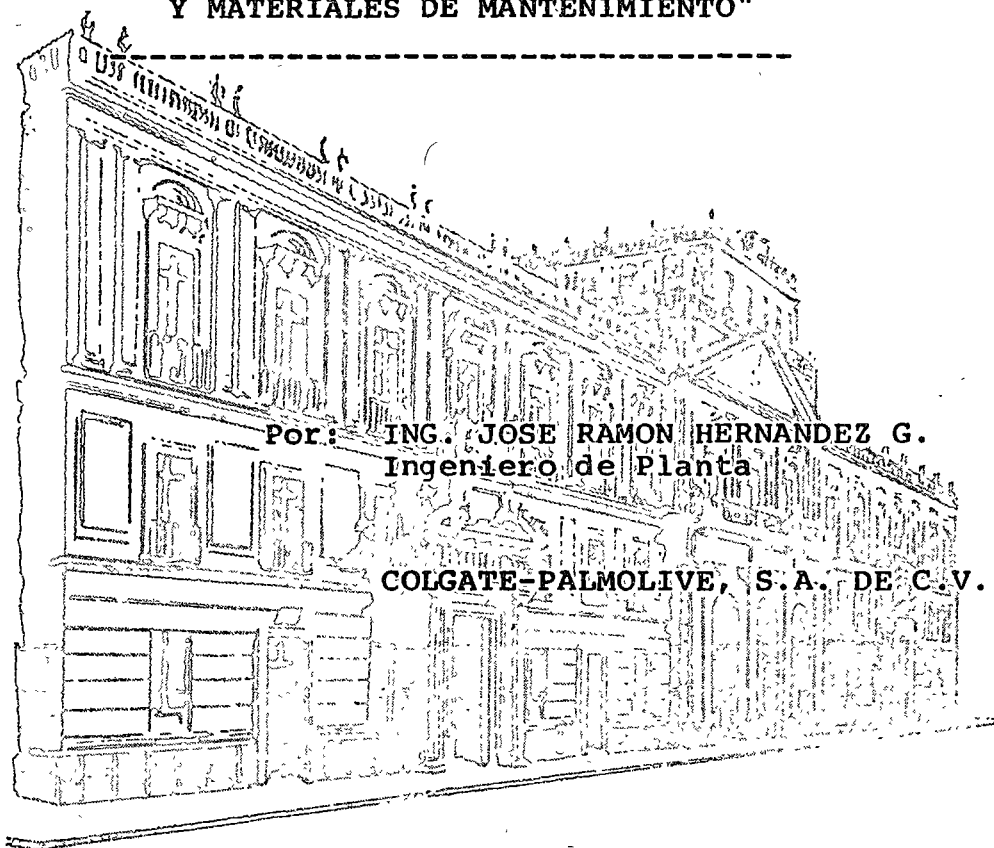 Y MATERIALES DE MANTENIMIENTO"
Por: ING. JOSE RAMON HERNANDEZ G.
Ingeniero de Planta
COLGATE-PALMOLIVE, S.A. DE C.V.